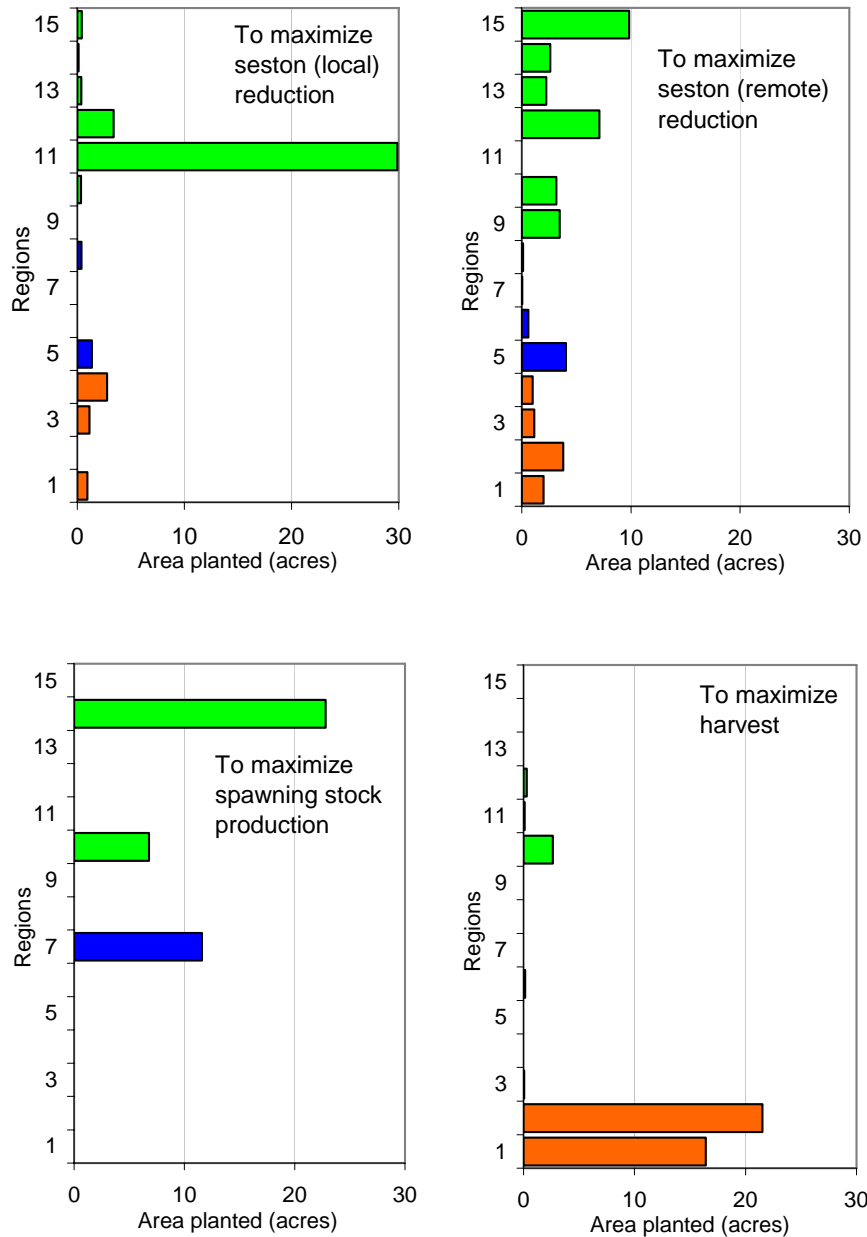 15
13
11
9
7
5
3
1
Regions
To maximize
seston (local)
reduction
0 10 20 30
Area planted (acres)
15
13
11
9
7
5
3
1
Regions
To maximize
seston (remote)
reduction
0 10 20 30
Area planted (acres)
15
13
11
9
7
5
3
1
Regions
To maximize
spawning stock
production
0 10 20 30
Area planted (acres)
15
13
11
9
7
5
3
1
Regions
To maximize
harvest
0 10 20 30
Area planted (acres)